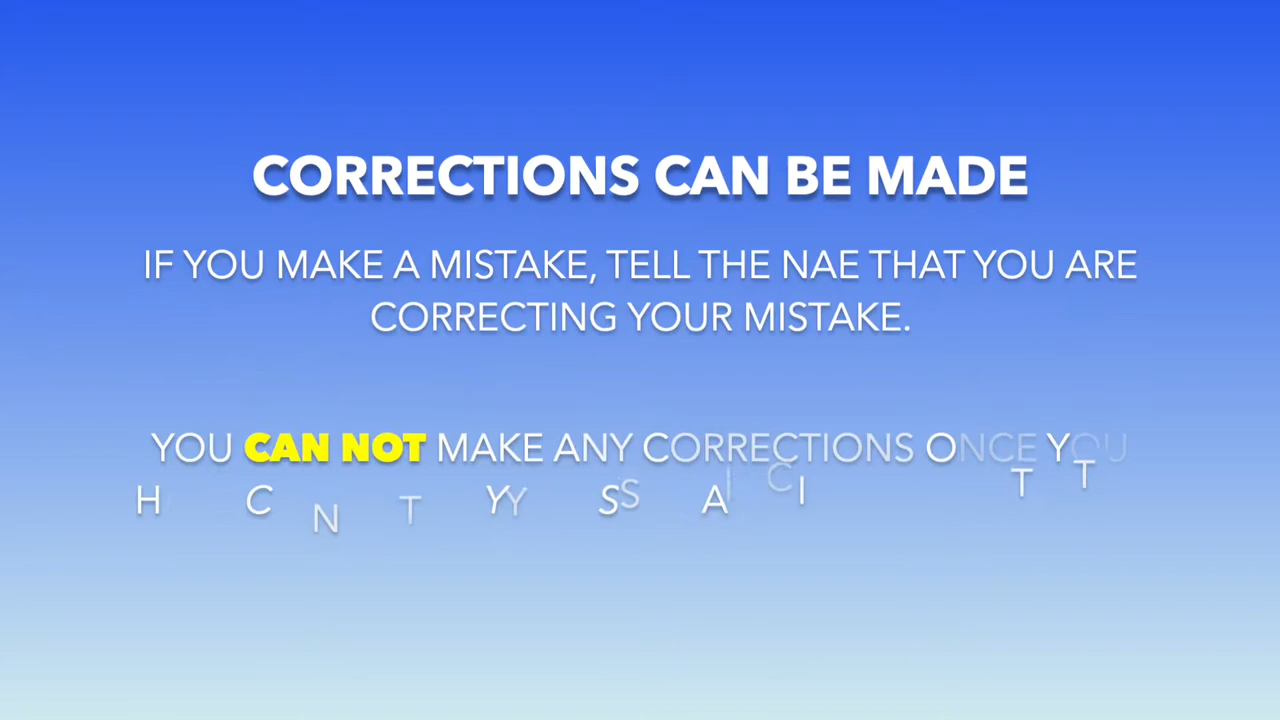 CORRECTIONS CAN BE MADE
IF YOU MAKE A MISTAKE, TELL THE NAE THAT YOU ARE
CORRECTING YOUR MISTAKE.
YOU CAN NOT MAKE ANY CORRECTIONS ONCE YOU